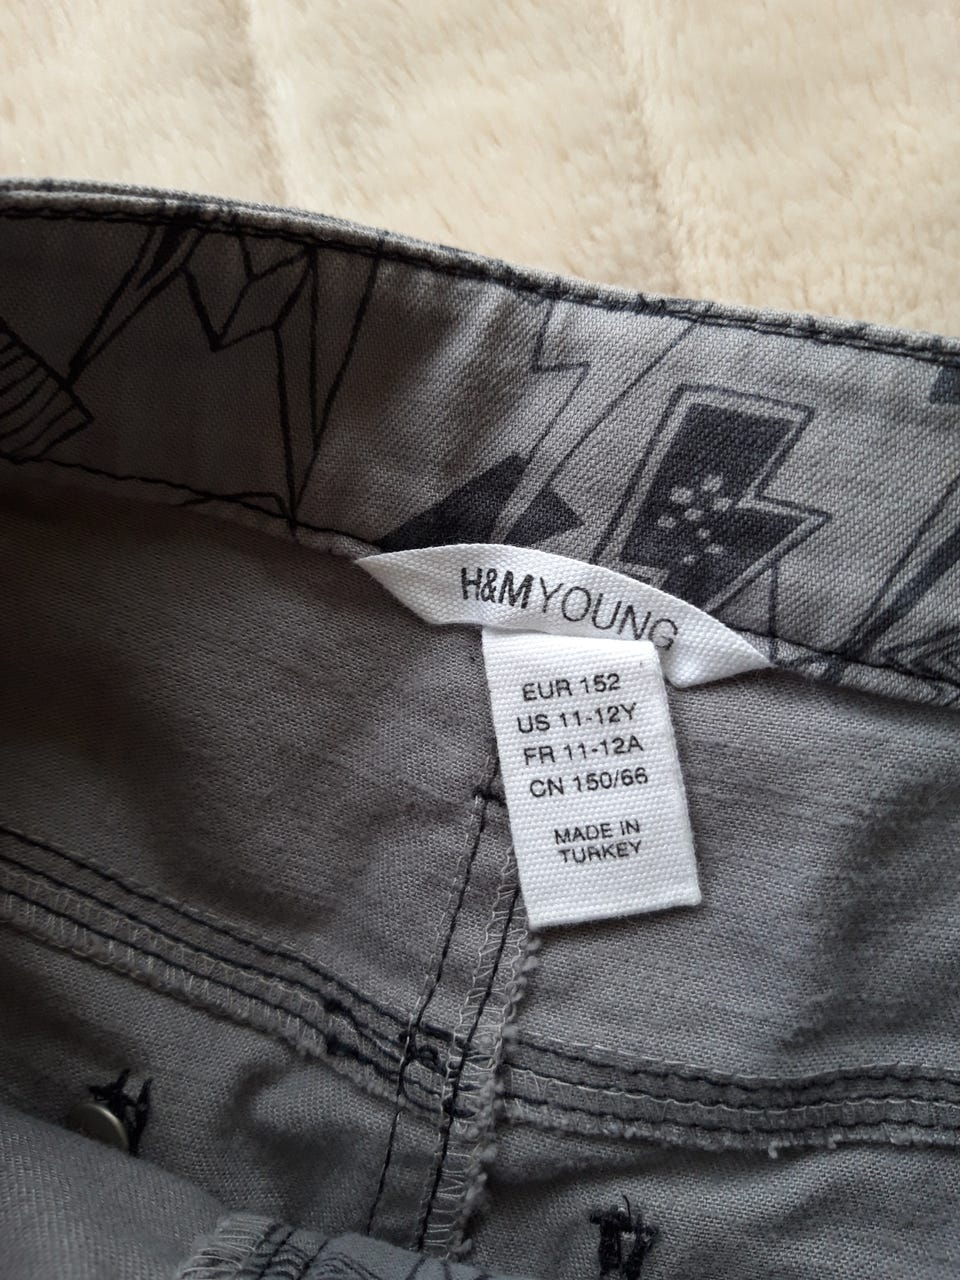 H&M YOUNG
EUR 152
US 11-12Y
FR 11-12A
CN 150/66
MADE IN
TURKEY